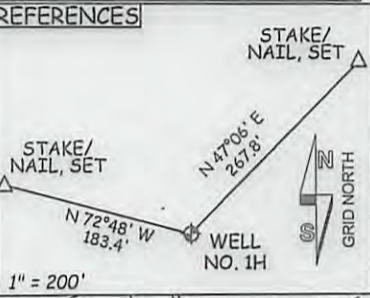 REFERENCES
STAKE/
NAIL, SET
N 47°06' E
267.8'
STAKE/
NAIL, SET
N 72°48' W
183.4'
WELL
NO. 1H
N
S
GRID NORTH
1" = 200'